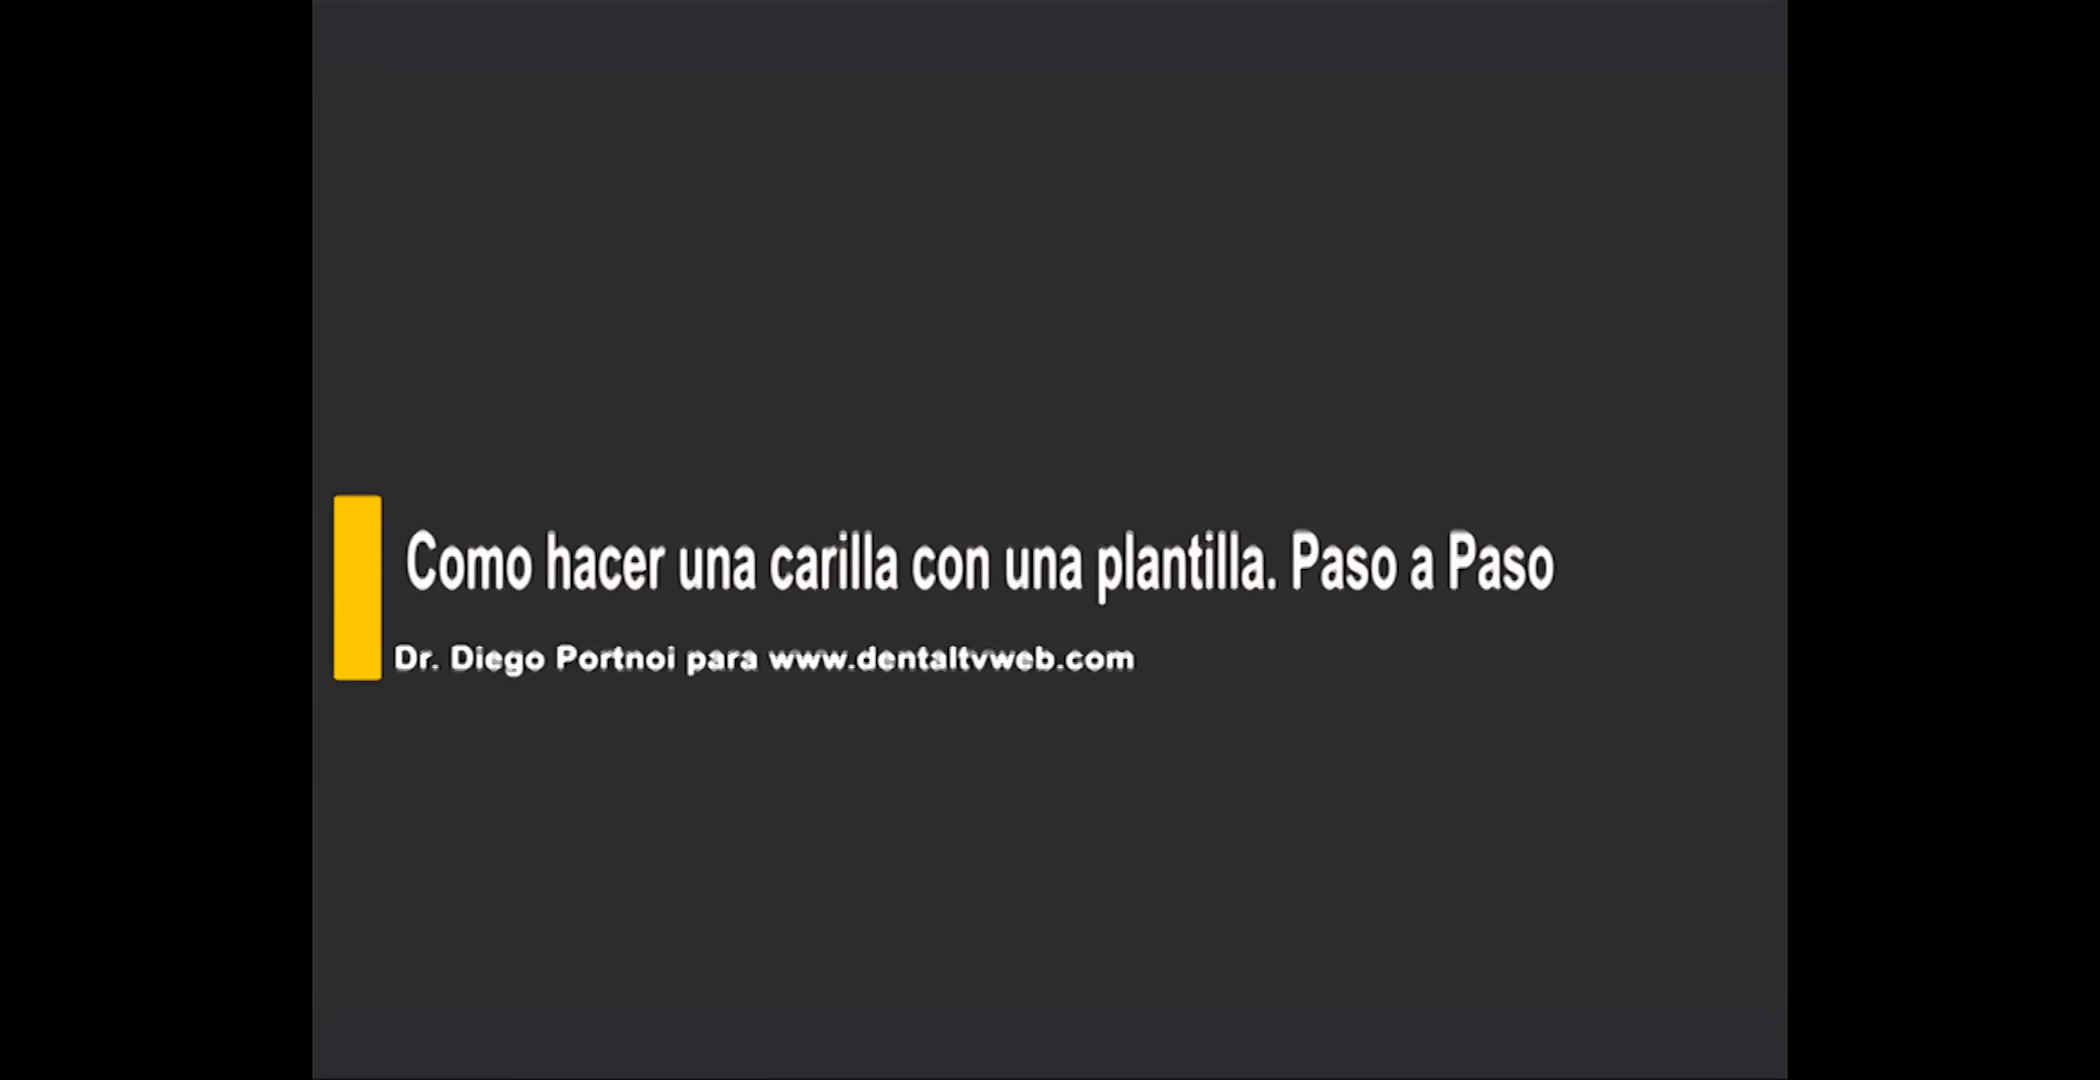 Como hacer una carilla con una plantilla. Paso a Paso
Dr. Diego Portnoi para www.dentaltvweb.com